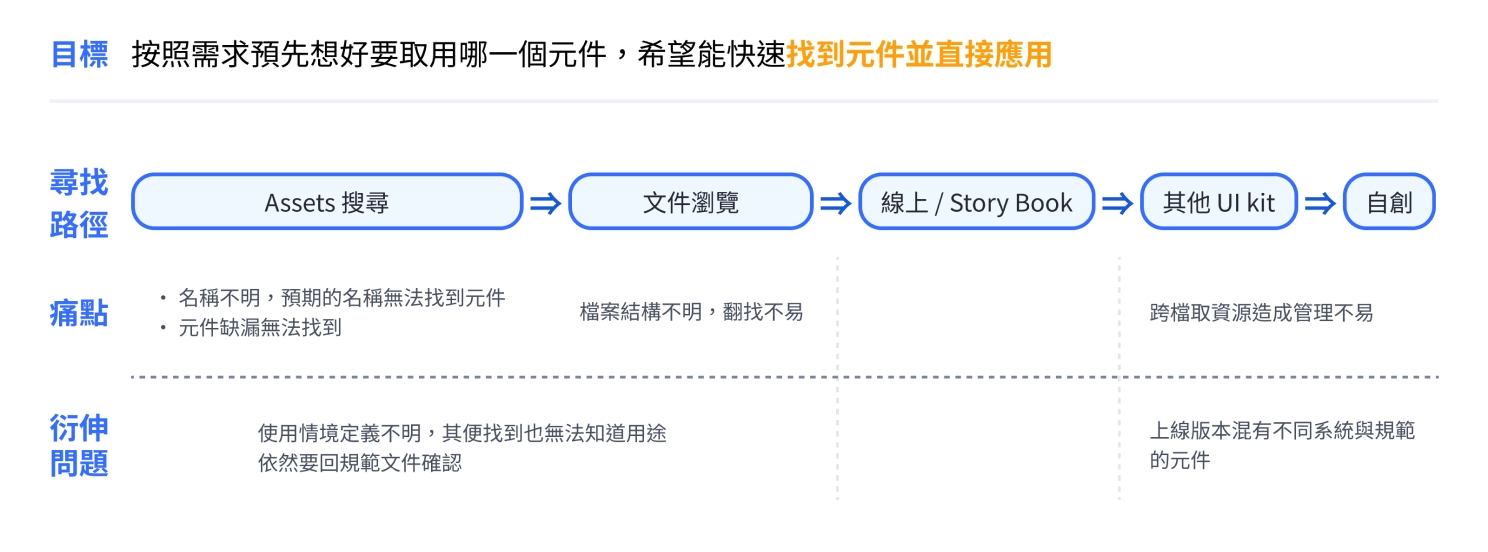 目標 按照需求預先想好要取用哪一個元件，希望能快速找到元件並直接應用
尋找
路徑
Assets 搜尋 ⇒ 文件瀏覽 ⇒ 線上 / Story Book ⇒ 其他 UI kit ⇒ 自創
痛點
• 名稱不明，預期的名稱無法找到元件
• 元件缺漏無法找到
檔案結構不明，翻找不易
跨檔取資源造成管理不易
衍伸
問題
使用情境定義不明，其便找到也無法知道用途
依然要回規範文件確認
上線版本混有不同系統與規範
的元件